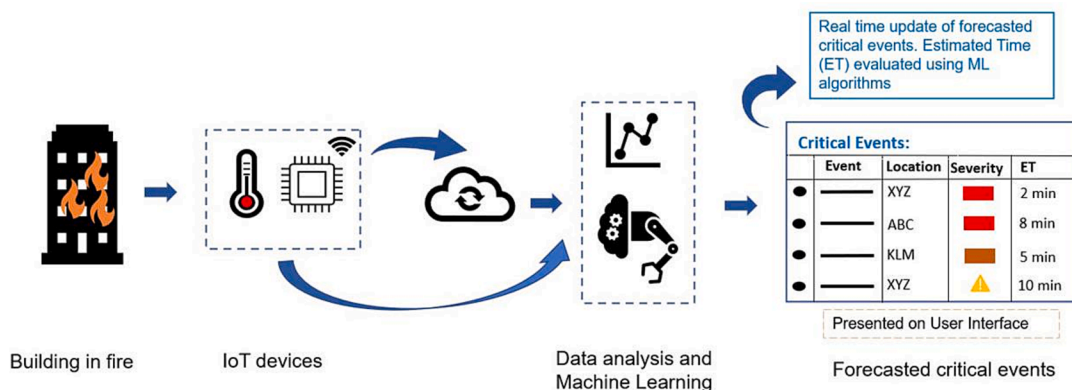 Real time update of forecasted
critical events. Estimated Time
(ET) evaluated using ML
algorithms
Critical Events:
Event Location Severity ET
XYZ 2 min
ABC 8 min
KLM 5 min
XYZ 10 min
Presented on User Interface
Building in fire
IoT devices
Data analysis and
Machine Learning
Forecasted critical events